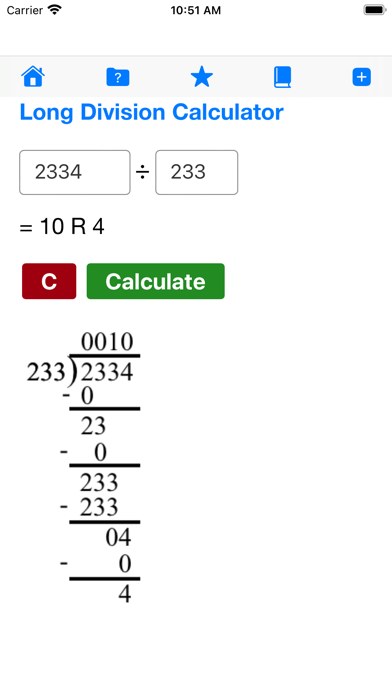 Carrier 10:51 AM
?
Long Division Calculator
2334 ÷ 233
= 10 R 4
C Calculate
0010
233)2334
- 0
23
- 0
233
- 233
04
- 0
4